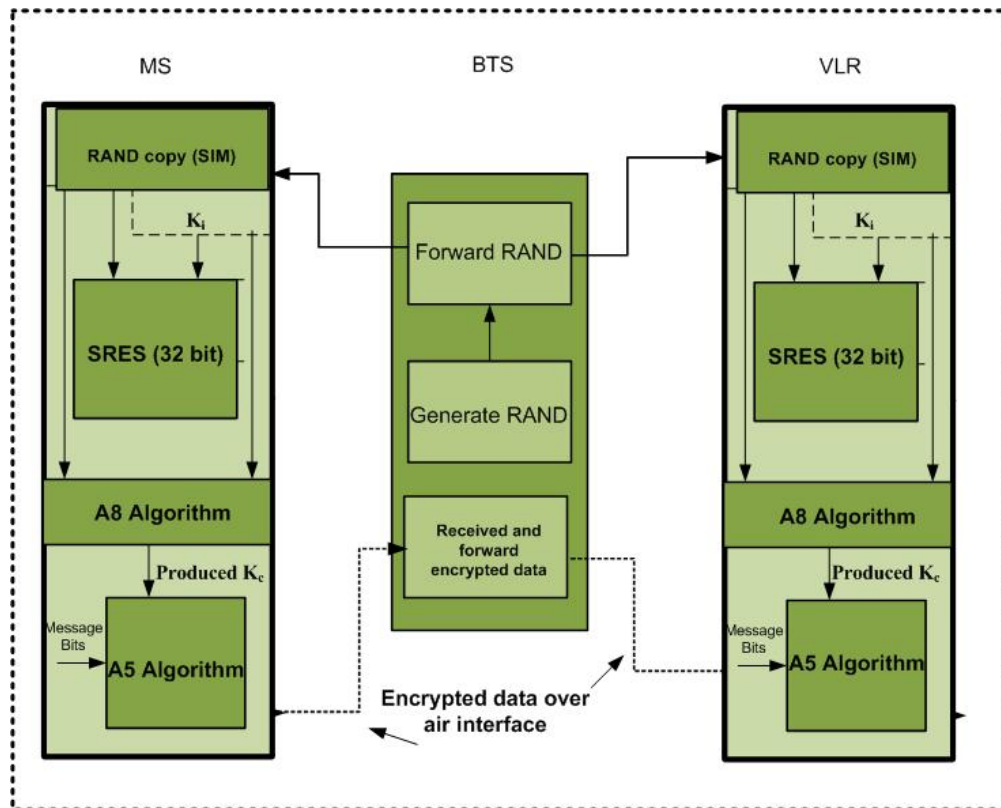 MS
BTS
VLR
RAND copy (SIM)
Ki
SRES (32 bit)
A8 Algorithm
Produced Kc
Message
Bits
A5 Algorithm
Forward RAND
Generate RAND
Received and
forward
encrypted data
Encrypted data over
air interface
RAND copy (SIM)
Ki
SRES (32 bit)
A8 Algorithm
Produced Kc
Message
Bits
A5 Algorithm